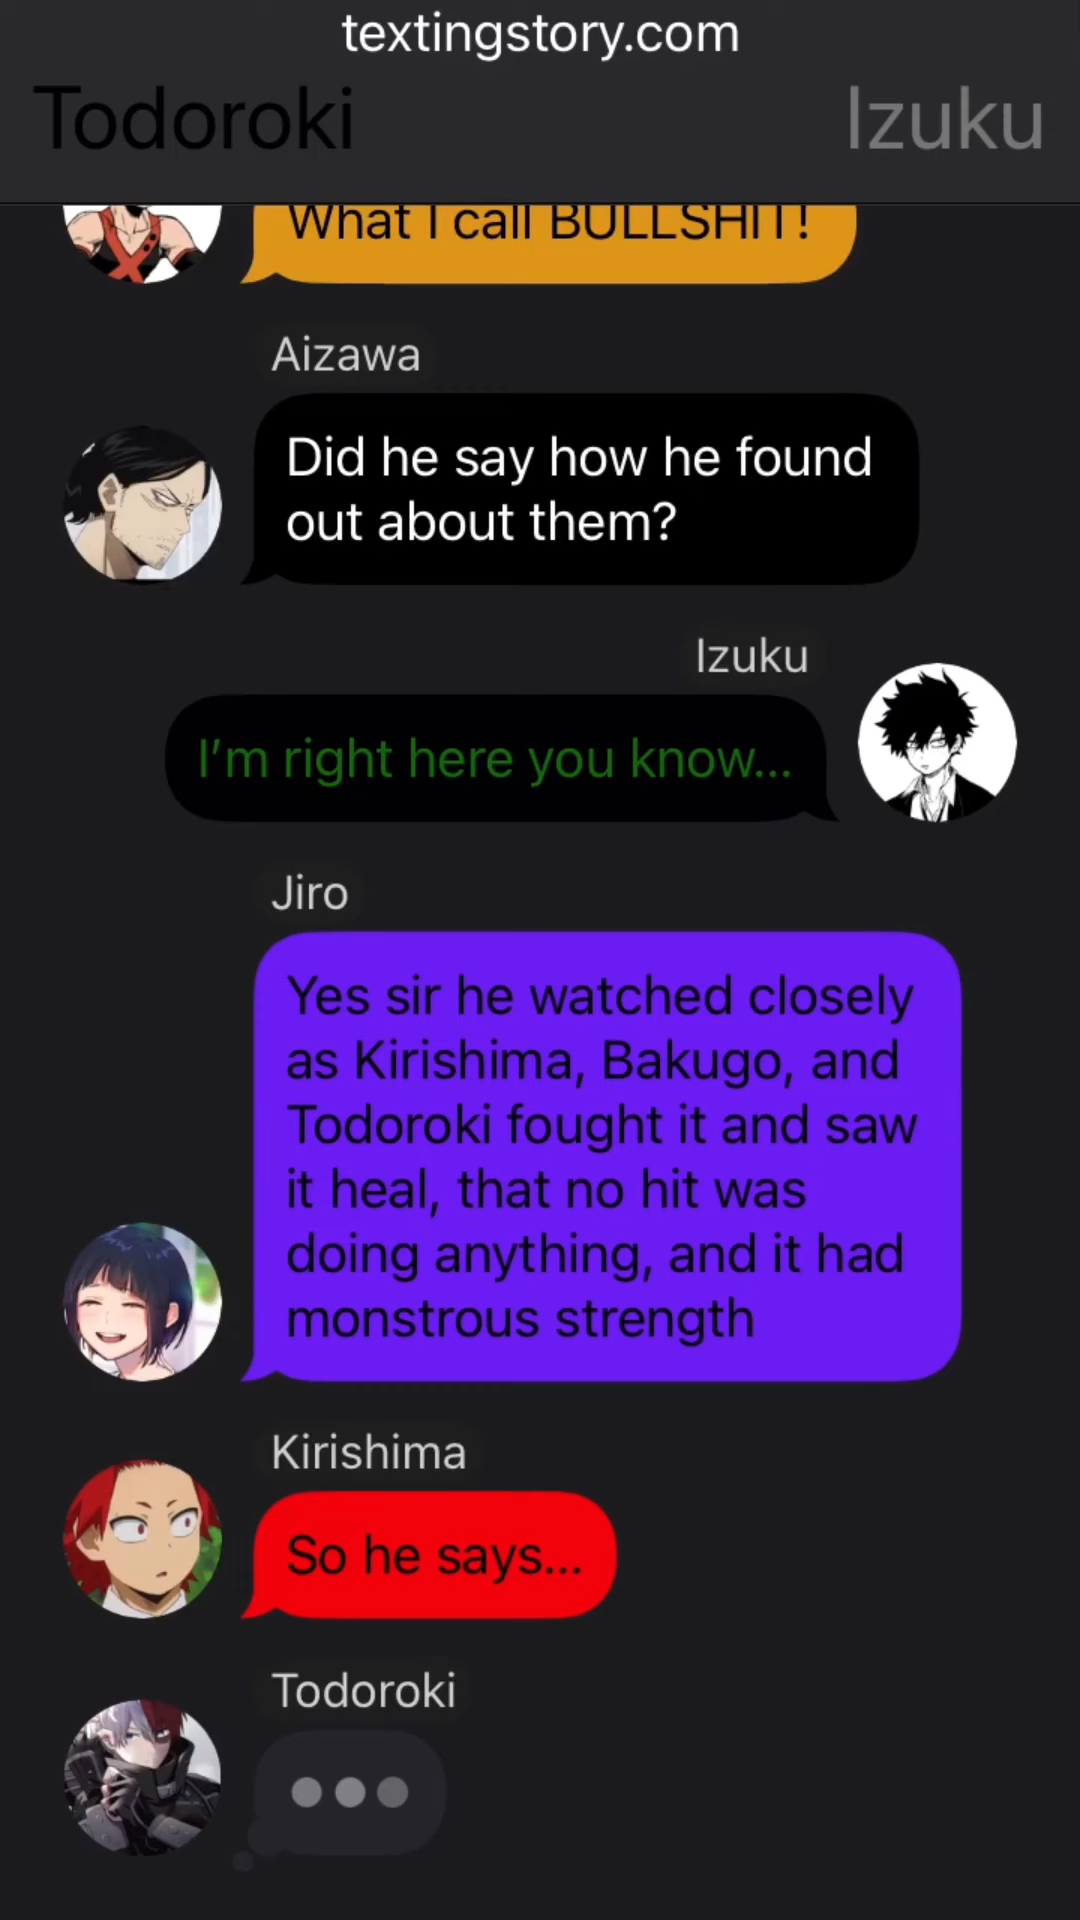 textingstory.com
Todoroki
Izuku
What I call BULLSHIT!
Aizawa
Did he say how he found
out about them?
Izuku
I’m right here you know...
Jiro
Yes sir he watched closely
as Kirishima, Bakugo, and
Todoroki fought it and saw
it heal, that no hit was
doing anything, and it had
monstrous strength
Kirishima
So he says...
Todoroki